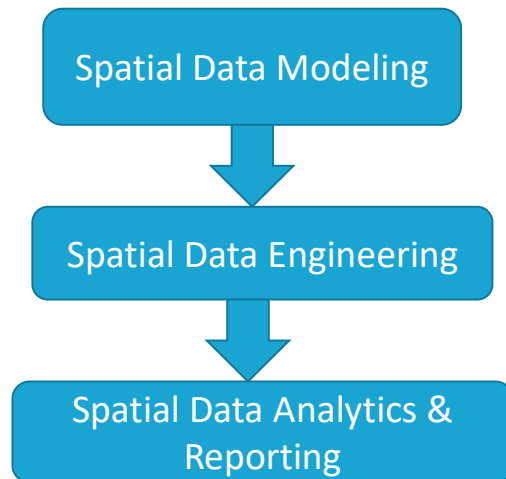 Spatial Data Modeling
Spatial Data Engineering
Spatial Data Analytics &
Reporting